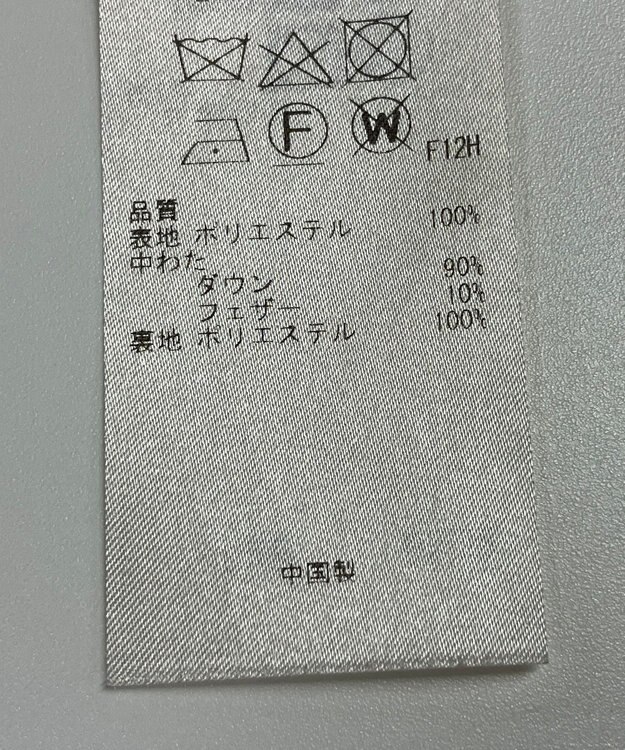 F W F12H
品質
表地 ポリエステル 100%
中わた
ダウン 90%
フェザー 10%
裏地 ポリエステル 100%
中国製